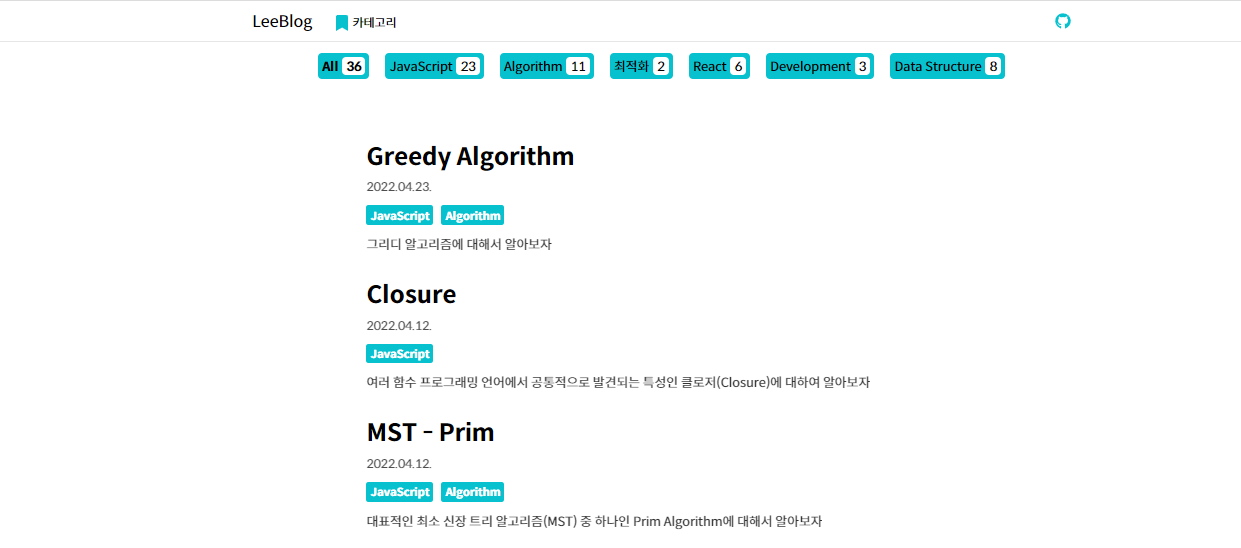 LeeBlog 카테고리
All 36 JavaScript 23 Algorithm 11 최적화 2 React 6 Development 3 Data Structure 8
Greedy Algorithm
2022.04.23.
JavaScript Algorithm
그리디 알고리즘에 대해서 알아보자
Closure
2022.04.12.
JavaScript
여러 함수 프로그래밍 언어에서 공통적으로 발견되는 특성인 클로저(Closure)에 대하여 알아보자
MST - Prim
2022.04.12.
JavaScript Algorithm
대표적인 최소 신장 트리 알고리즘(MST) 중 하나인 Prim Algorithm에 대해서 알아보자